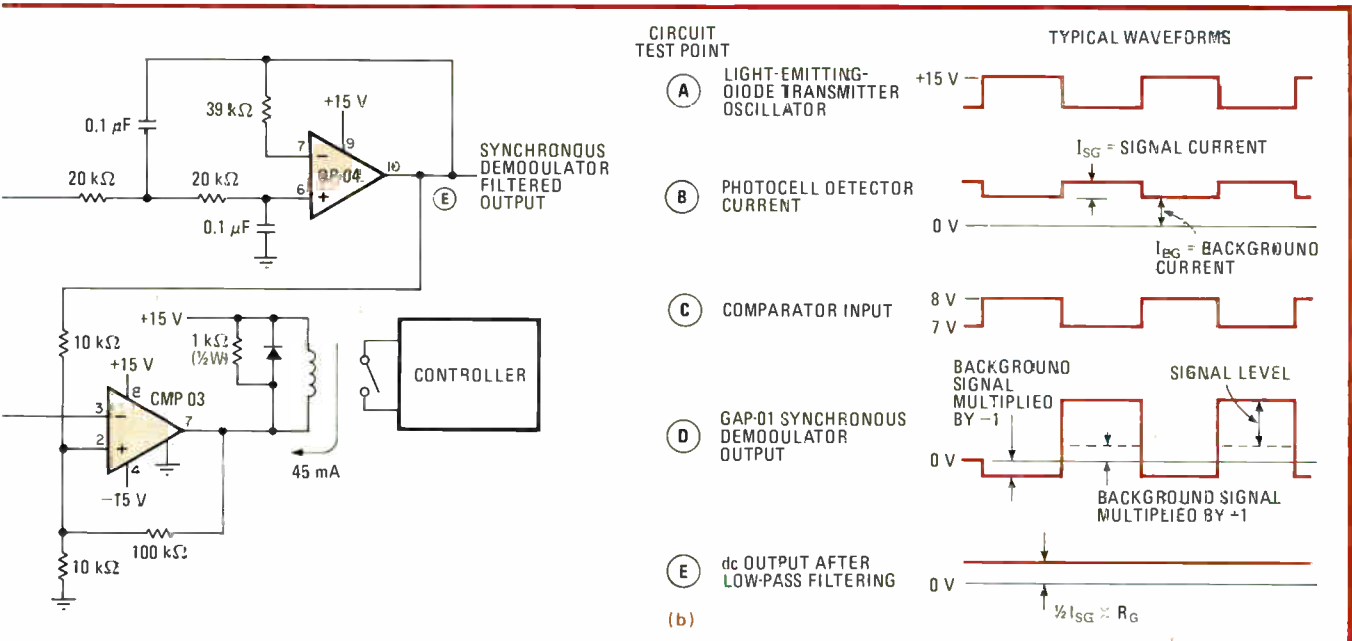 0.1 µF
39 kΩ
+15 V
7
−
9
OP-04
10
6
+
20 kΩ
20 kΩ
0.1 µF
E
SYNCHRONOUS
DEMODULATOR
FILTERED
OUTPUT
10 kΩ
+15 V
8
CMP 03
3
−
2
+
7
4
−15 V
+15 V
1 kΩ
(½W)
45 mA
CONTROLLER
100 kΩ
10 kΩ
CIRCUIT
TEST POINT
TYPICAL WAVEFORMS
A
LIGHT-EMITTING-
DIODE TRANSMITTER
OSCILLATOR
+15 V
B
PHOTOCELL DETECTOR
CURRENT
ISG = SIGNAL CURRENT
0 V
IBG = BACKGROUND
CURRENT
C
COMPARATOR INPUT
8 V
7 V
D
GAP-01 SYNCHRONOUS
DEMODULATOR
OUTPUT
BACKGROUND
SIGNAL
MULTIPLIED
BY −1
SIGNAL LEVEL
0 V
BACKGROUND SIGNAL
MULTIPLIED BY +1
E
dc OUTPUT AFTER
LOW-PASS FILTERING
0 V
½ ISG × RG
(b)